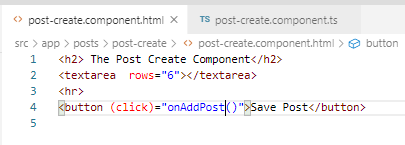 post-create.component.html TS post-create.component.ts
src > app > posts > post-create > post-create.component.html > button
1 <h2> The Post Create Component</h2>
2 <textarea  rows="6"></textarea>
3 <hr>
4 <button (click)="onAddPost()">Save Post</button>
5